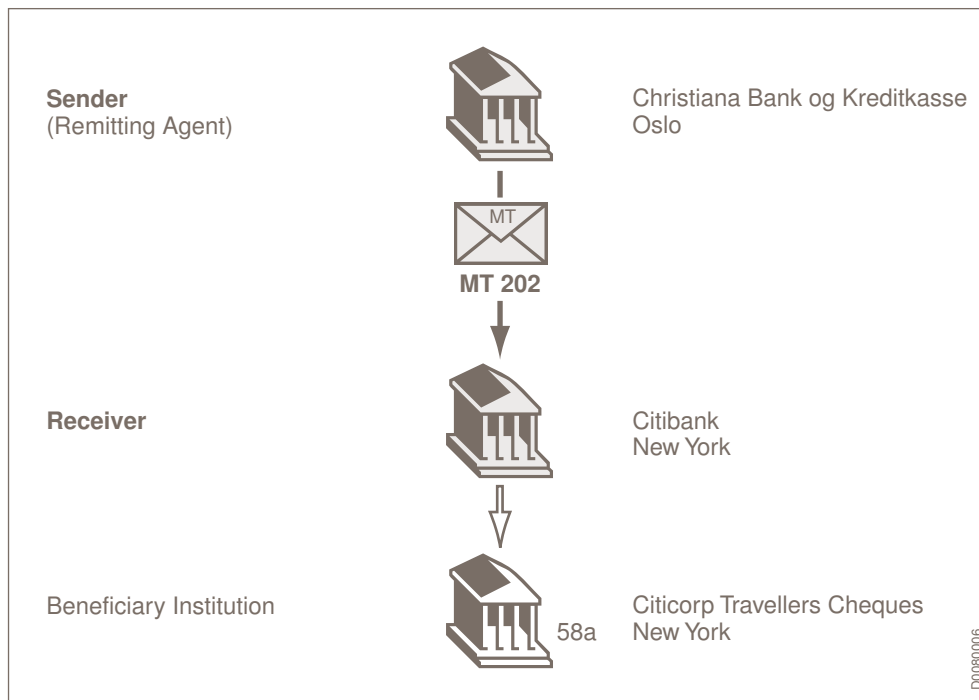 Sender
(Remitting Agent)
Christiana Bank og Kreditkasse
Oslo
MT
MT 202
Receiver
Citibank
New York
Beneficiary Institution
58a
Citicorp Travellers Cheques
New York
D0080006